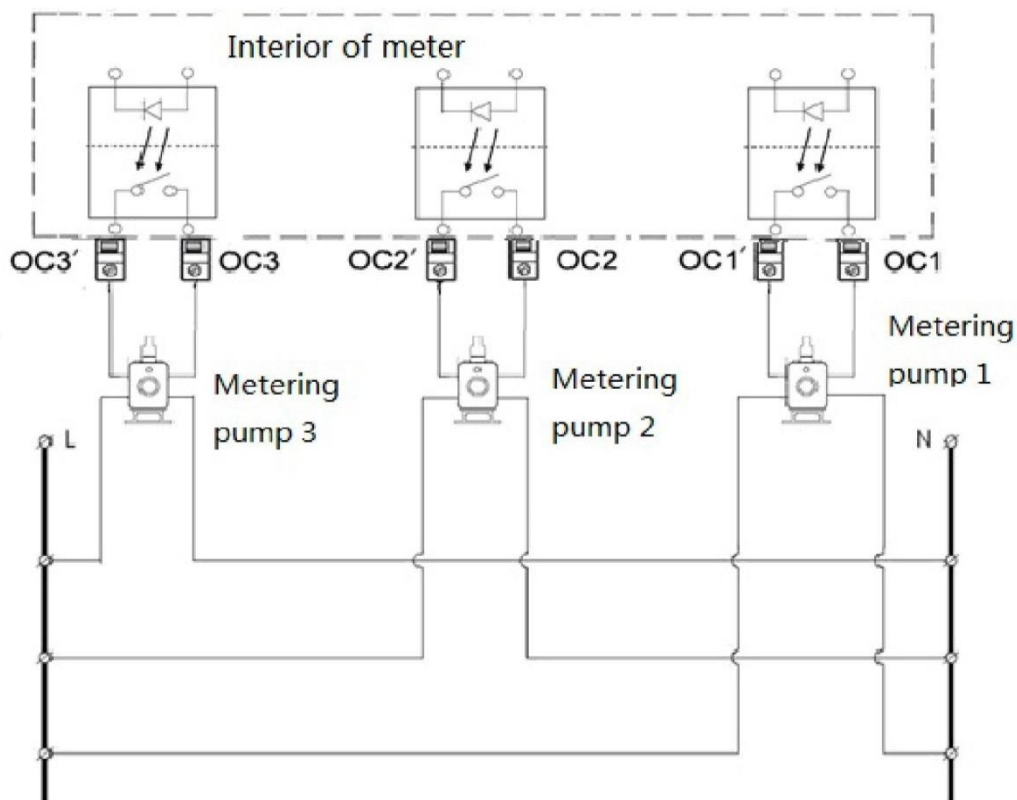 Interior of meter
OC3′ OC3 OC2′ OC2 OC1′ OC1
Metering
pump 3
Metering
pump 2
Metering
pump 1
L
N